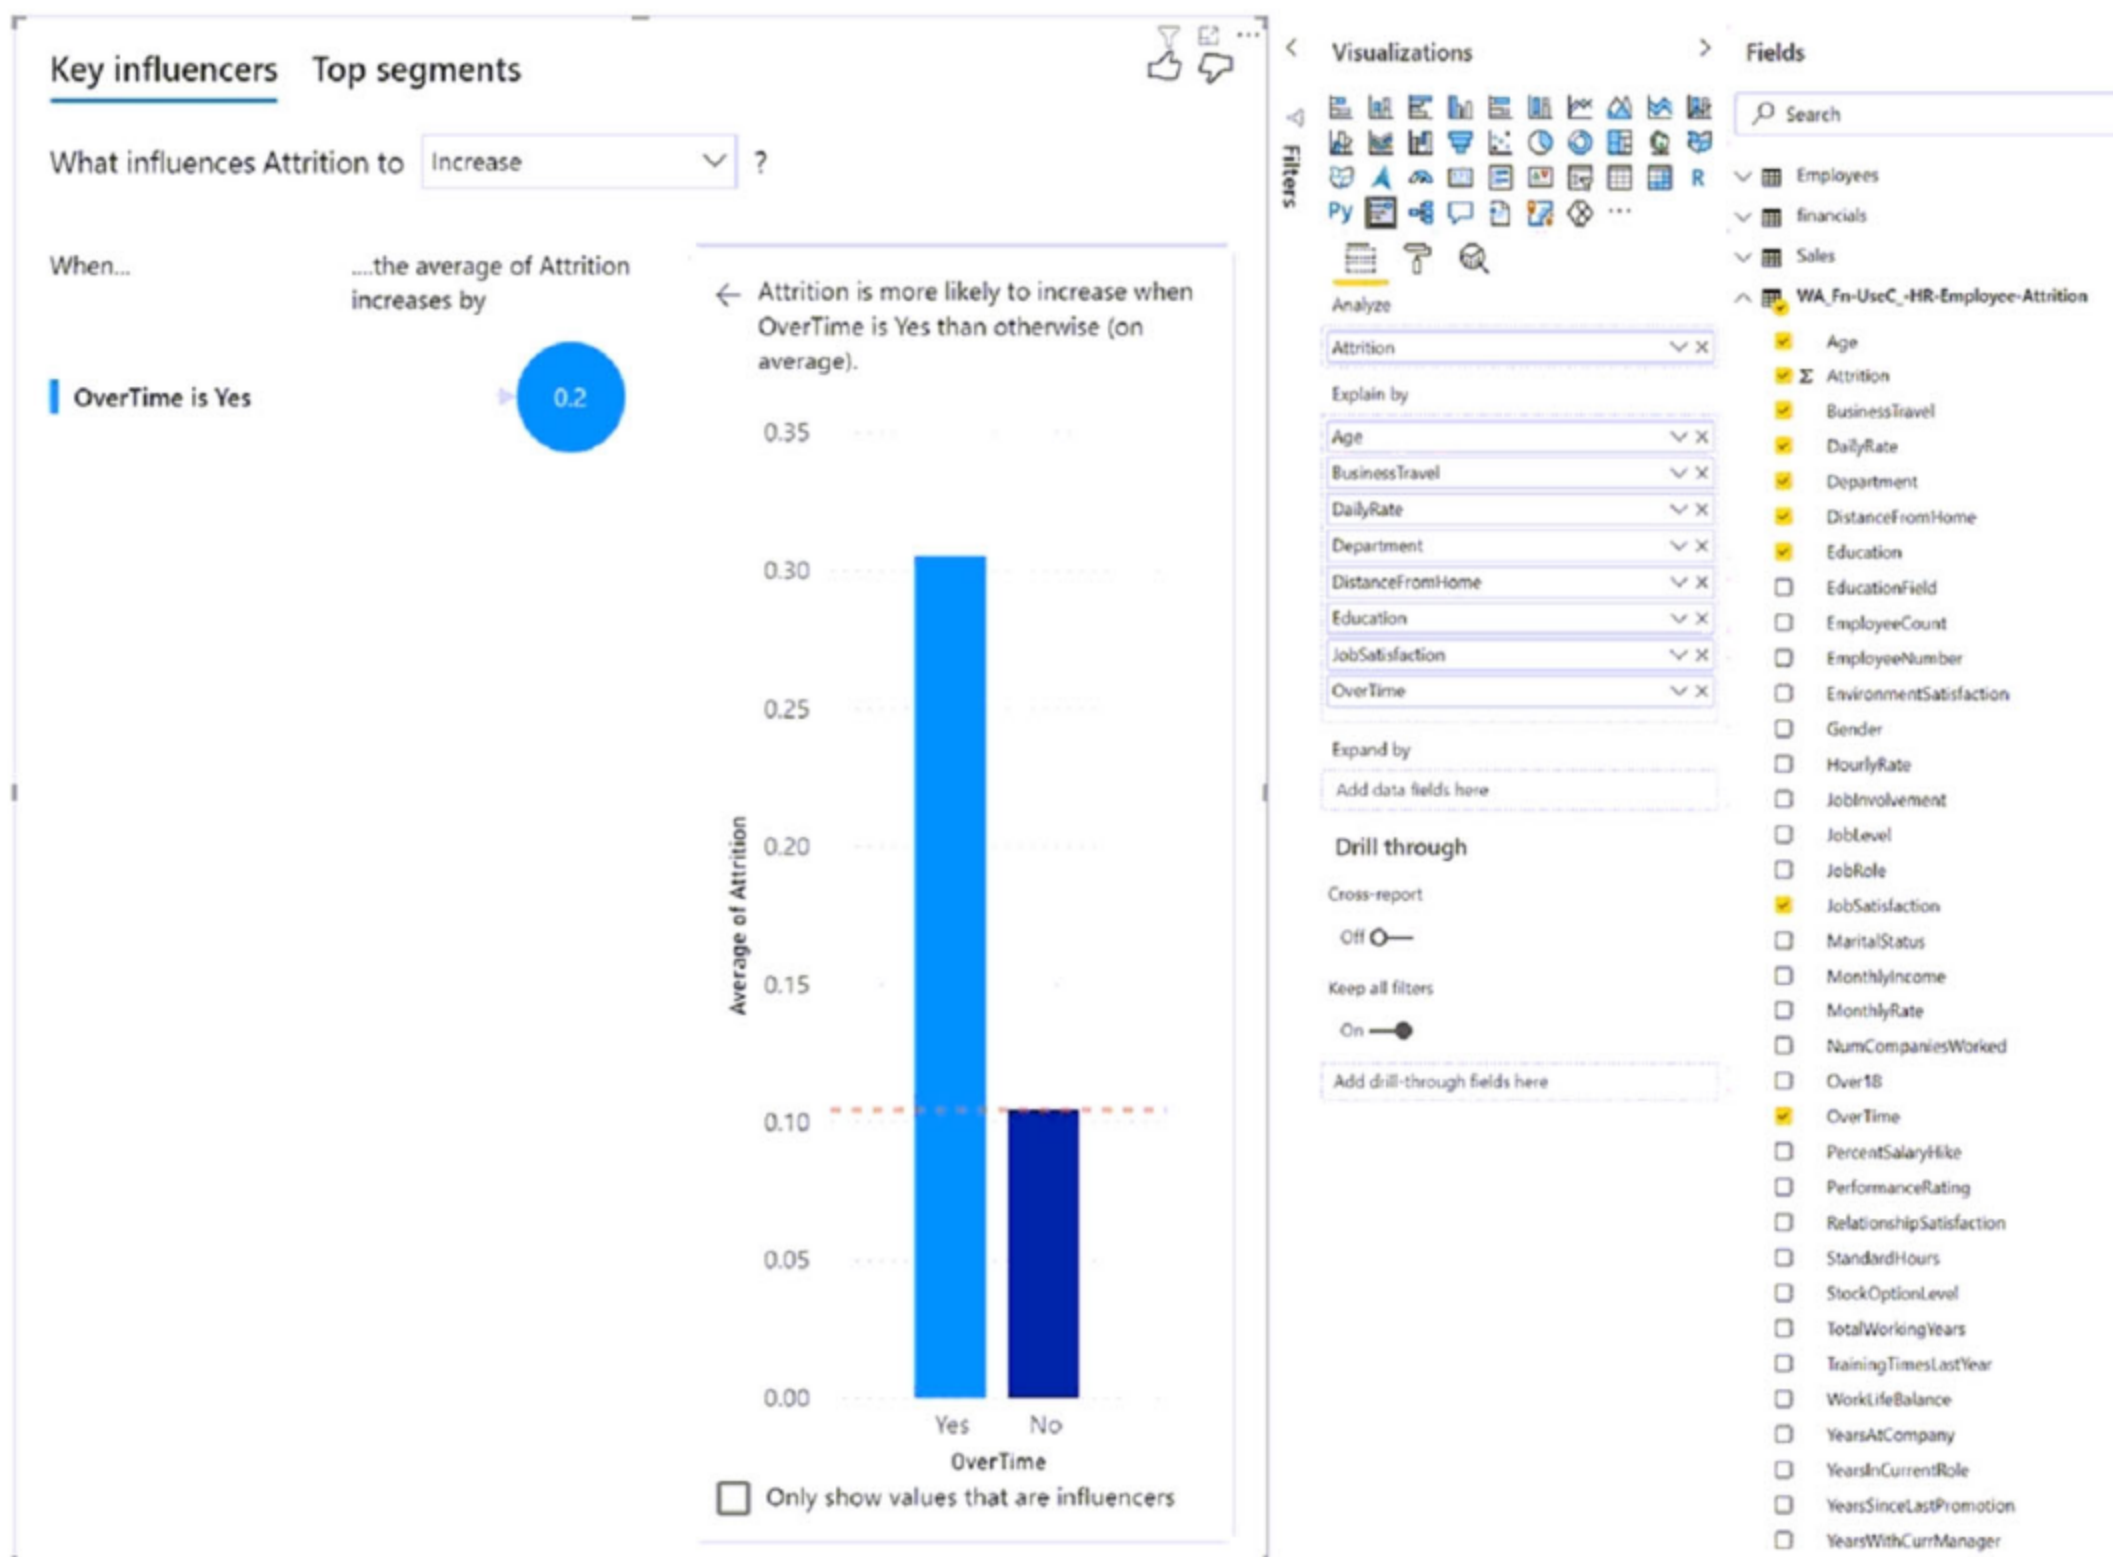 Key influencers Top segments
What influences Attrition to Increase ?
When...
....the average of Attrition
increases by
OverTime is Yes
0.2
Attrition is more likely to increase when
OverTime is Yes than otherwise (on
average).
0.35
0.30
0.25
0.20
0.15
0.10
0.05
0.00
Average of Attrition
Yes No
OverTime
Only show values that are influencers
Filters
Visualizations
R
Py
Analyze
Attrition
Explain by
Age
BusinessTravel
DailyRate
Department
DistanceFromHome
Education
JobSatisfaction
OverTime
Expand by
Add data fields here
Drill through
Cross-report
Off
Keep all filters
On
Add drill-through fields here
Fields
Search
Employees
financials
Sales
WA_Fn-UseC_-HR-Employee-Attrition
Age
Σ Attrition
BusinessTravel
DailyRate
Department
DistanceFromHome
Education
EducationField
EmployeeCount
EmployeeNumber
EnvironmentSatisfaction
Gender
HourlyRate
JobInvolvement
JobLevel
JobRole
JobSatisfaction
MaritalStatus
MonthlyIncome
MonthlyRate
NumCompaniesWorked
Over18
OverTime
PercentSalaryHike
PerformanceRating
RelationshipSatisfaction
StandardHours
StockOptionLevel
TotalWorkingYears
TrainingTimesLastYear
WorkLifeBalance
YearsAtCompany
YearsInCurrentRole
YearsSinceLastPromotion
YearsWithCurrManager